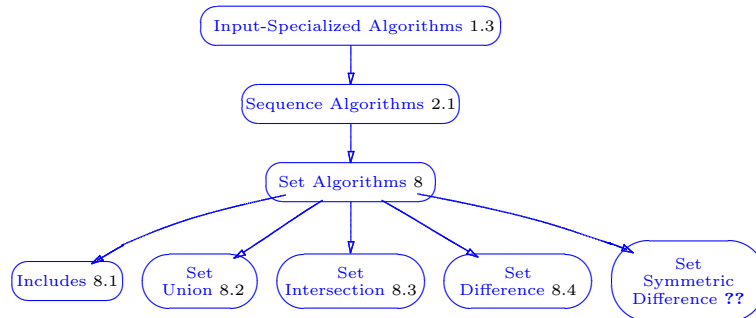 Input-Specialized Algorithms 1.3
Sequence Algorithms 2.1
Set Algorithms 8
Includes 8.1
Set
Union 8.2
Set
Intersection 8.3
Set
Difference 8.4
Set
Symmetric
Difference ??